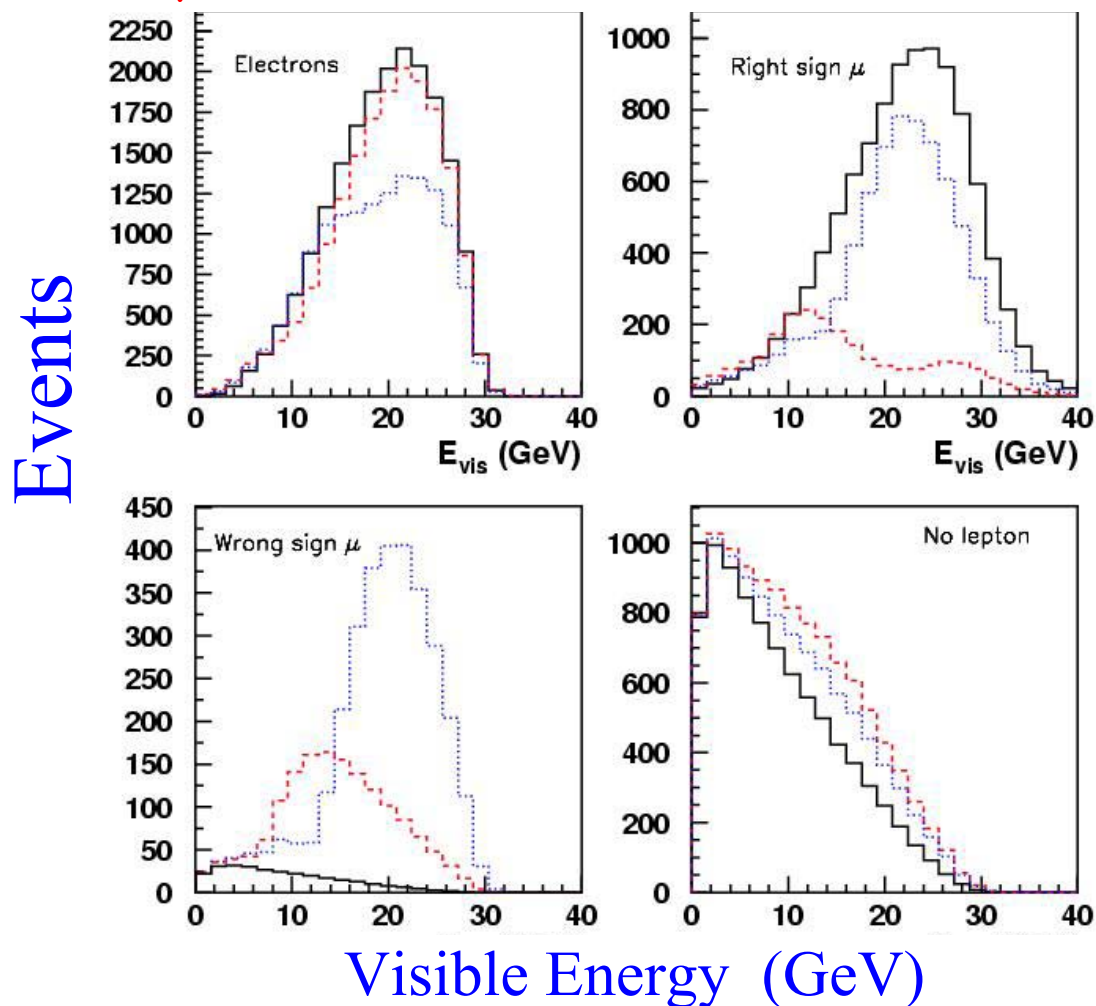 Electrons
2250
2000
1750
1500
1250
1000
750
500
250
0
0 10 20 30 40
E_vis (GeV)
Right sign μ
1000
800
600
400
200
0
0 10 20 30 40
E_vis (GeV)
Events
Wrong sign μ
450
400
350
300
250
200
150
100
50
0
0 10 20 30 40
No lepton
1000
800
600
400
200
0
0 10 20 30 40
Visible Energy (GeV)